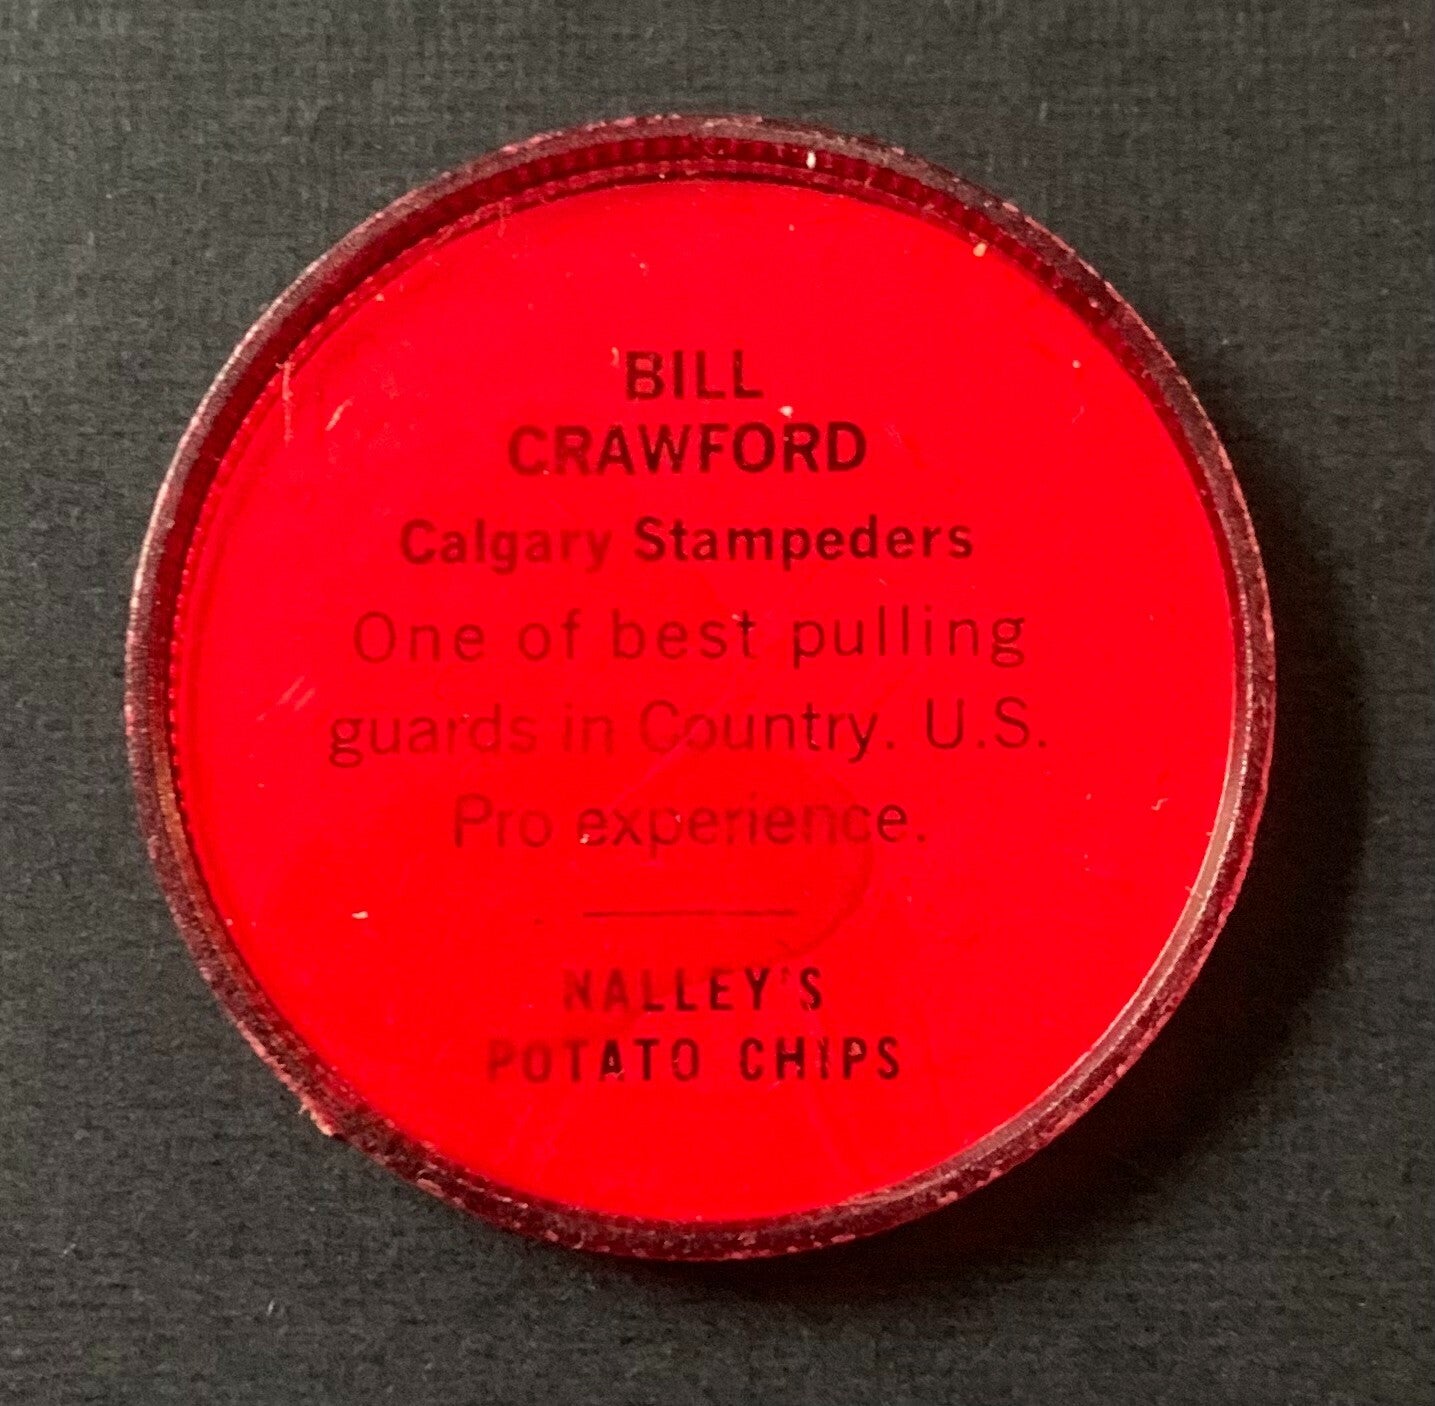 BILL
CRAWFORD
Calgary Stampeders
One of best pulling
guards in Country. U.S.
Pro experience.
NALLEY'S
POTATO CHIPS